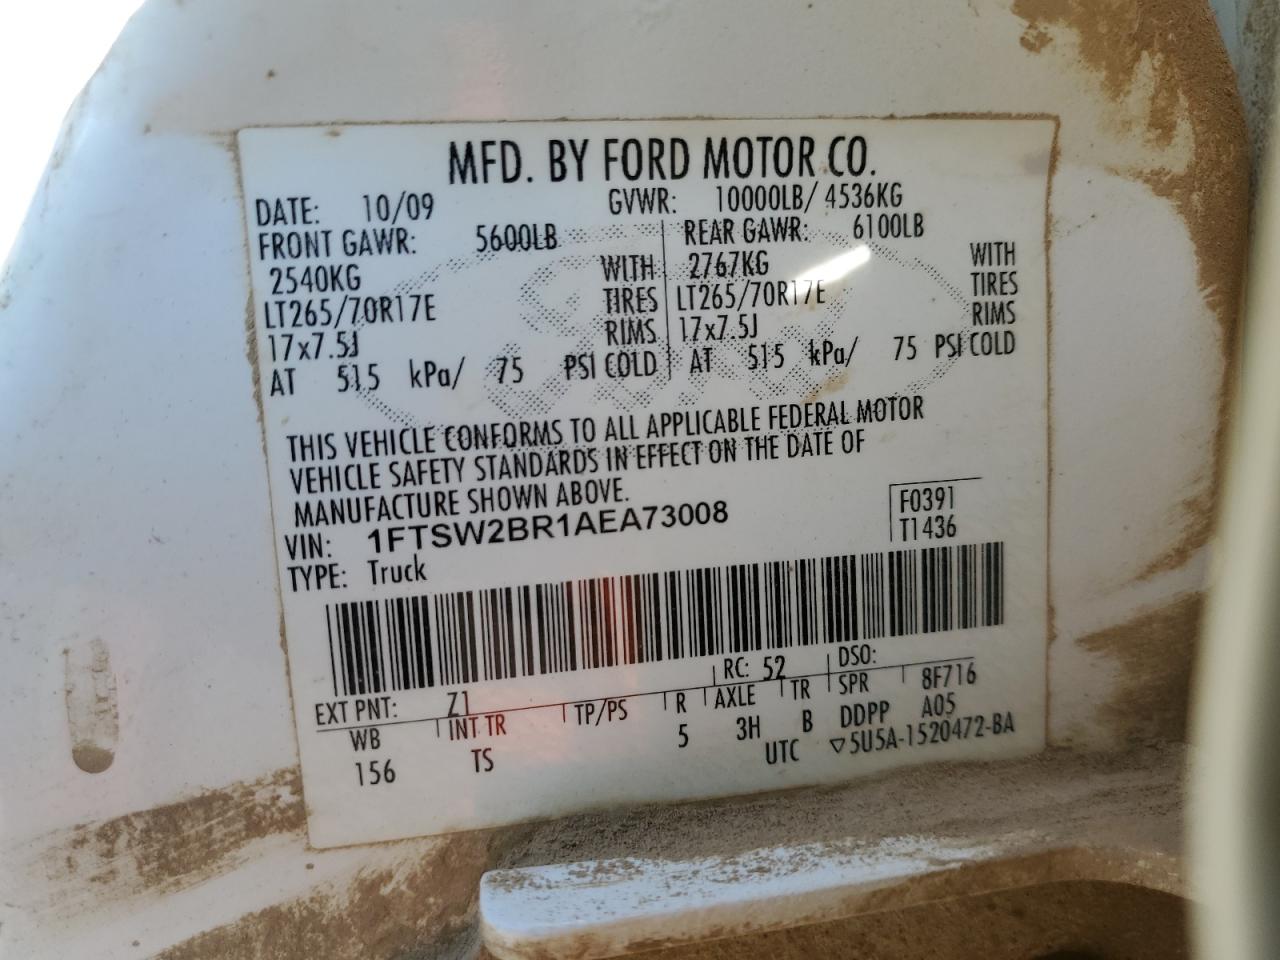 MFD. BY FORD MOTOR CO.
DATE: 10/09 GVWR: 10000LB/ 4536KG
FRONT GAWR: 5600LB REAR GAWR: 6100LB
2540KG WITH 2767KG WITH
LT265/70R17E TIRES LT265/70R17E TIRES
17x7.5J RIMS 17x7.5J RIMS
AT 515 kPa/ 75 PSI COLD AT 515 kPa/ 75 PSI COLD
THIS VEHICLE CONFORMS TO ALL APPLICABLE FEDERAL MOTOR
VEHICLE SAFETY STANDARDS IN EFFECT ON THE DATE OF
MANUFACTURE SHOWN ABOVE.
VIN: 1FTSW2BR1AEA73008 F0391
TYPE: Truck T1436
EXT PNT: Z1 RC: 52 DSO:
WB INT TR TP/PS R AXLE TR SPR 8F716
156 TS 5 3H B DDPP A05
UTC ▽5U5A-1520472-BA